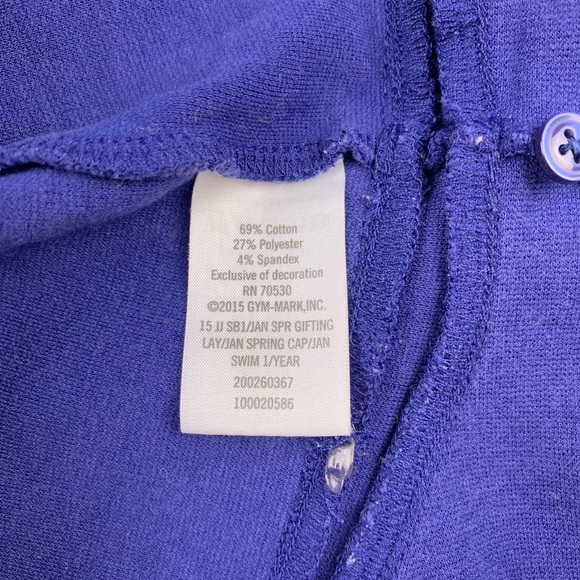 69% Cotton
27% Polyester
4% Spandex
Exclusive of decoration
RN 70530
©2015 GYM-MARK,INC.
15 JJ SB1/JAN SPR GIFTING
LAY/JAN SPRING CAP/JAN
SWIM 1/YEAR
200260367
100020586